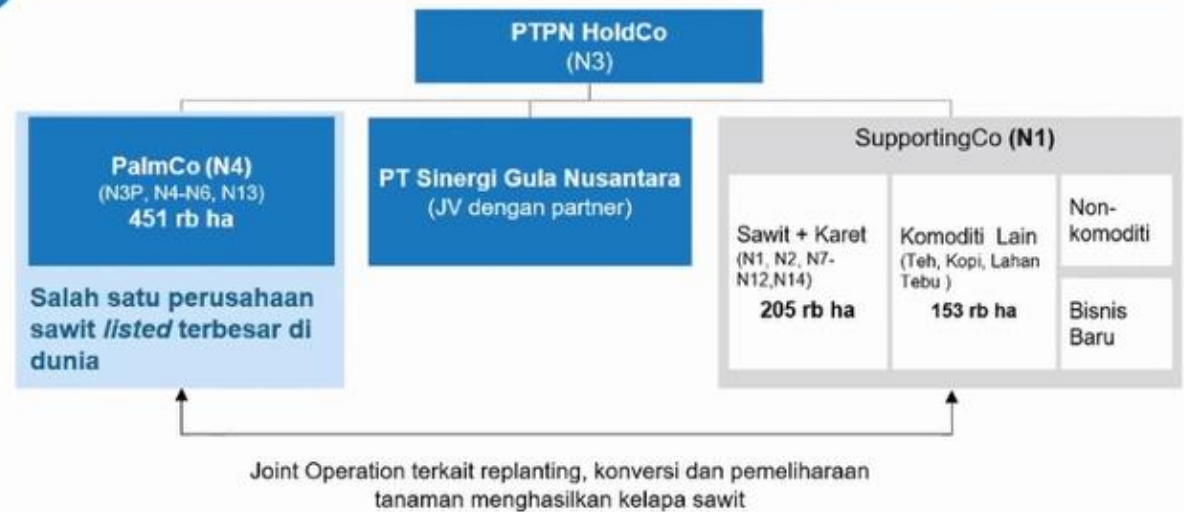 PTPN HoldCo
(N3)
PalmCo (N4)
(N3P, N4-N6, N13)
451 rb ha
Salah satu perusahaan
sawit listed terbesar di
dunia
PT Sinergi Gula Nusantara
(JV dengan partner)
SupportingCo (N1)
Sawit + Karet
(N1, N2, N7-
N12,N14)
205 rb ha
Komoditi Lain
(Teh, Kopi, Lahan
Tebu )
153 rb ha
Non-
komoditi
Bisnis
Baru
Joint Operation terkait replanting, konversi dan pemeliharaan
tanaman menghasilkan kelapa sawit